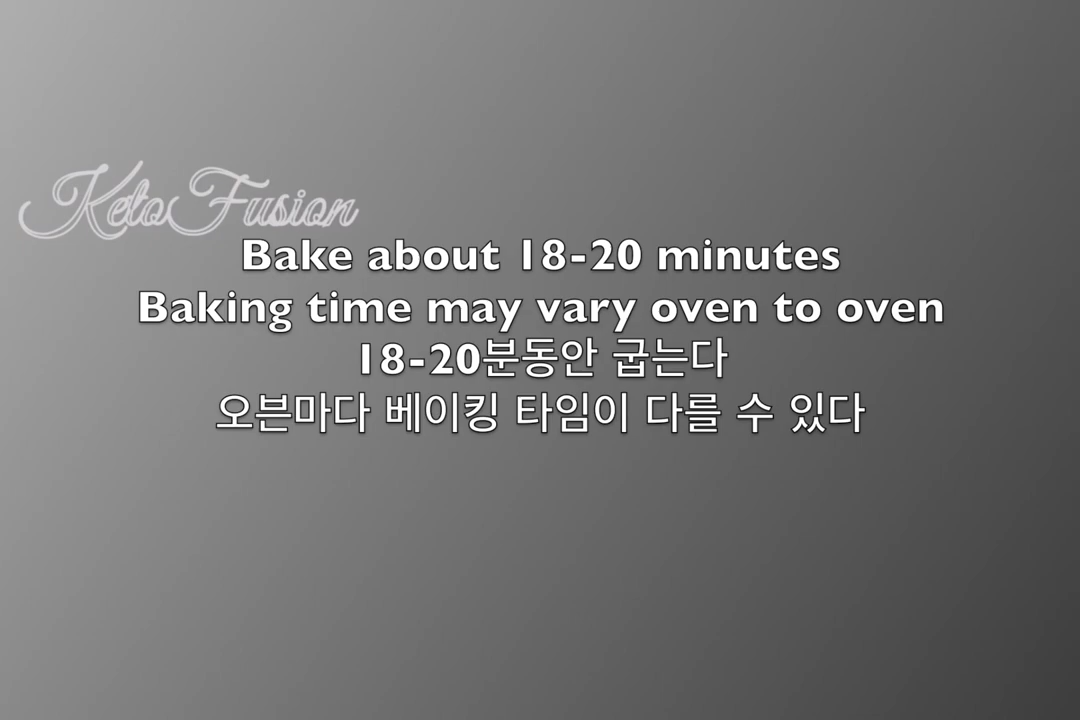 KetoFusion
Bake about 18-20 minutes
Baking time may vary oven to oven
18-20분동안 굽는다
오븐마다 베이킹 타임이 다를 수 있다